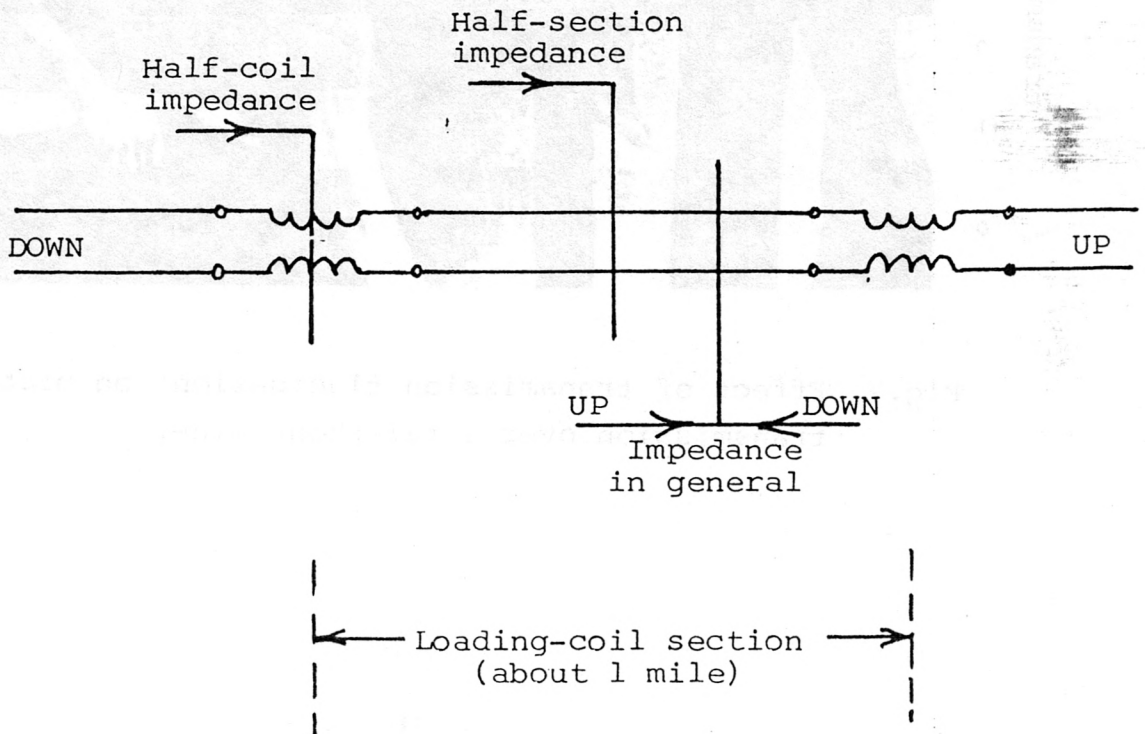 Half-section
impedance
Half-coil
impedance
DOWN
UP
UP
DOWN
Impedance
in general
Loading-coil section
(about 1 mile)